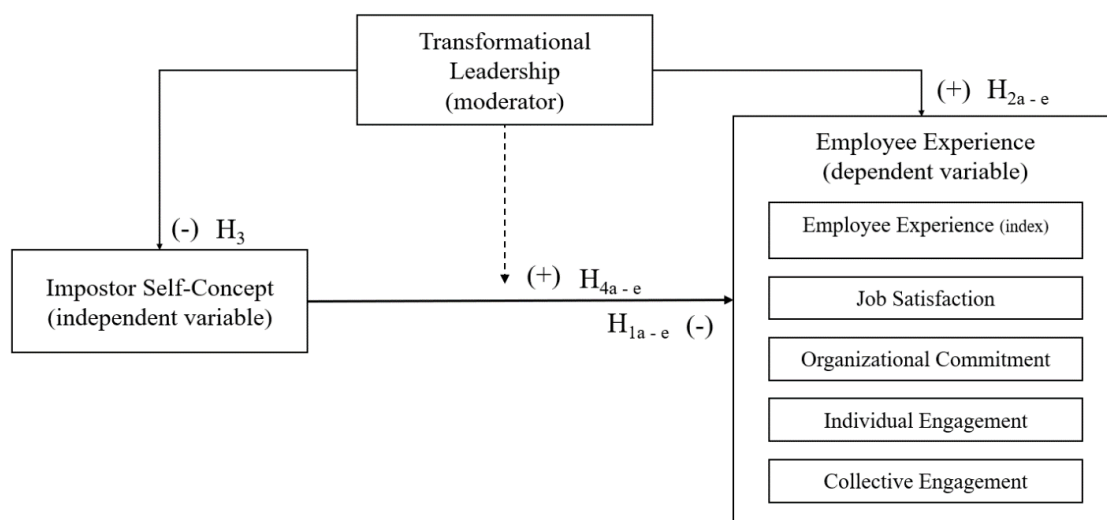 Transformational
Leadership
(moderator)
(+) H2a - e
Employee Experience
(dependent variable)
Employee Experience (index)
(-) H3
Impostor Self-Concept
(independent variable)
(+) H4a - e
H1a - e (-)
Job Satisfaction
Organizational Commitment
Individual Engagement
Collective Engagement